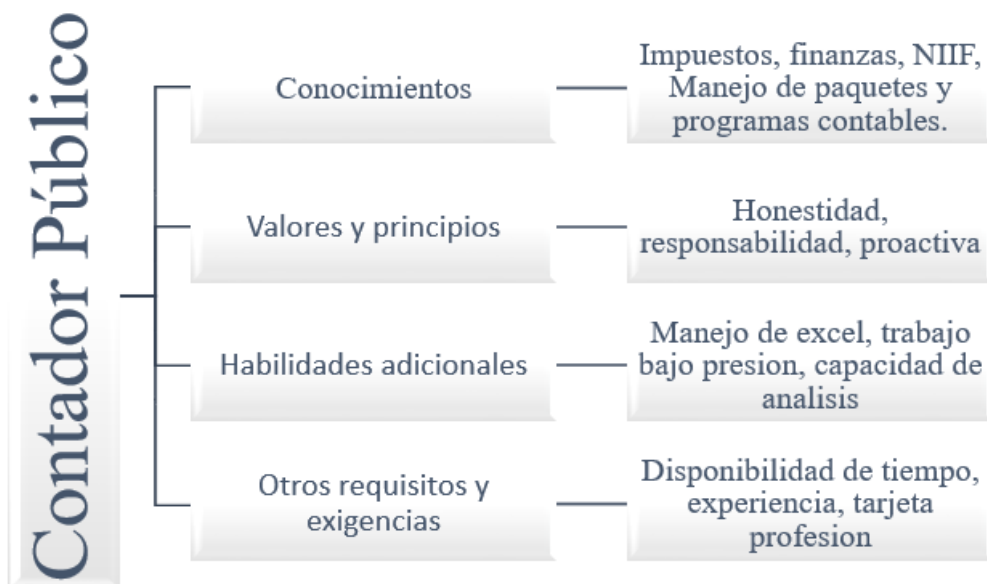 Contador Público
Conocimientos
Impuestos, finanzas, NIIF,
Manejo de paquetes y
programas contables.
Valores y principios
Honestidad,
responsabilidad, proactiva
Habilidades adicionales
Manejo de excel, trabajo
bajo presion, capacidad de
analisis
Otros requisitos y
exigencias
Disponibilidad de tiempo,
experiencia, tarjeta
profesion